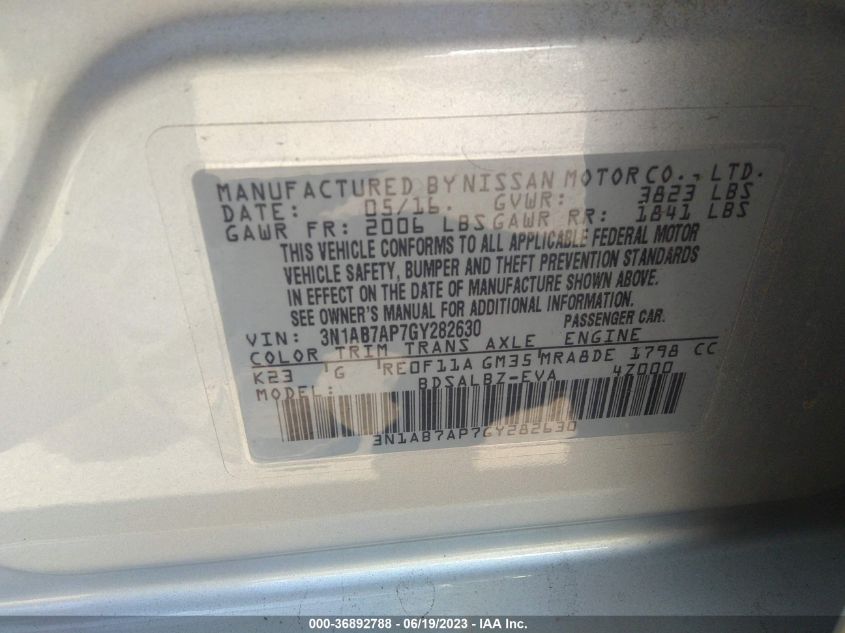 MANUFACTURED BY NISSAN MOTOR CO., LTD.
DATE: 05/16. GVWR: 3823 LBS
GAWR FR: 2006 LBS GAWR RR: 1841 LBS
THIS VEHICLE CONFORMS TO ALL APPLICABLE FEDERAL MOTOR
VEHICLE SAFETY, BUMPER AND THEFT PREVENTION STANDARDS
IN EFFECT ON THE DATE OF MANUFACTURE SHOWN ABOVE.
SEE OWNER'S MANUAL FOR ADDITIONAL INFORMATION.
VIN: 3N1AB7AP7GY282630 PASSENGER CAR.
COLOR TRIM TRANS AXLE ENGINE
K23 G RE0F11A GM35 MRA8DE 1798 CC
MODEL: BDSALBZ-EVA 47000
3N1AB7AP7GY282630
000-36892788 - 06/19/2023 - IAA Inc.